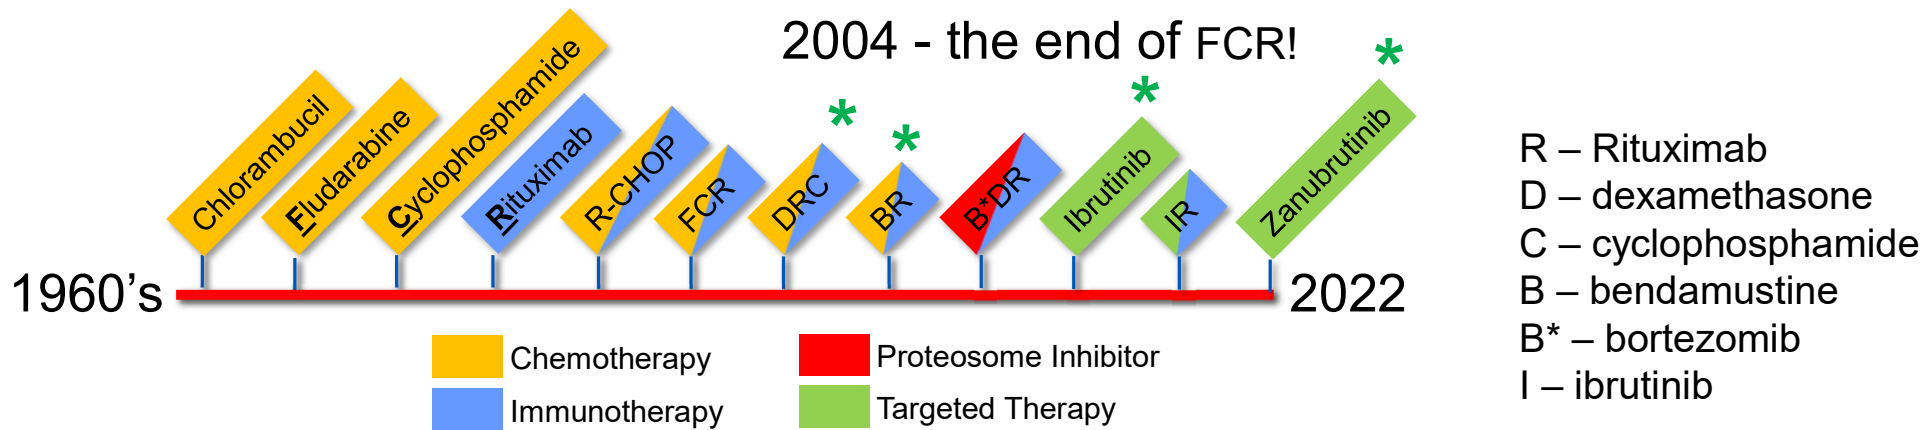 2004 - the end of FCR!
*
*
*
*
Chlorambucil
Fludarabine
Cyclophosphamide
Rituximab
R-CHOP
FCR
DRC
BR
B*DR
Ibrutinib
IR
Zanubrutinib
1960’s
2022
Chemotherapy
Immunotherapy
Proteosome Inhibitor
Targeted Therapy
R – Rituximab
D – dexamethasone
C – cyclophosphamide
B – bendamustine
B* – bortezomib
I – ibrutinib